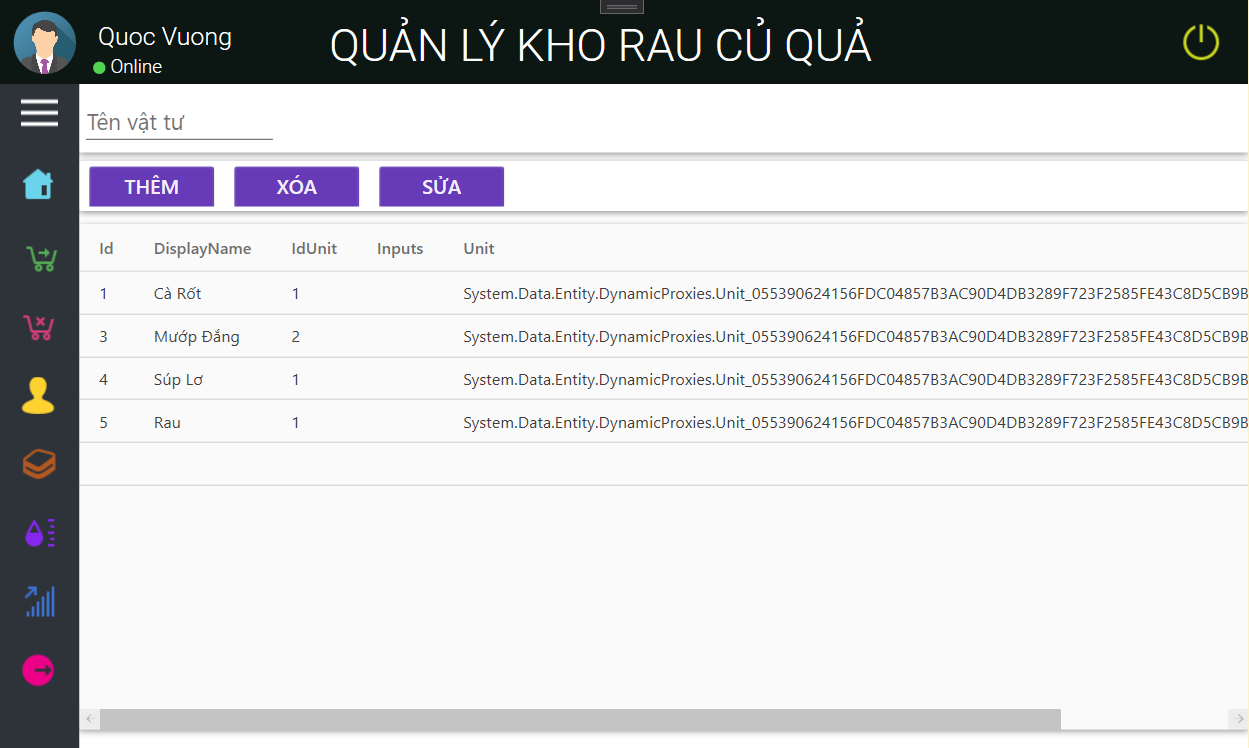 Quoc Vuong
Online
QUẢN LÝ KHO RAU CỦ QUẢ
Tên vật tư
THÊM XÓA SỬA
Id DisplayName IdUnit Inputs Unit
1 Cà Rốt 1 System.Data.Entity.DynamicProxies.Unit_055390624156FDC04857B3AC90D4DB3289F723F2585FE43C8D5CB9B
3 Mướp Đắng 2 System.Data.Entity.DynamicProxies.Unit_055390624156FDC04857B3AC90D4DB3289F723F2585FE43C8D5CB9B
4 Súp Lơ 1 System.Data.Entity.DynamicProxies.Unit_055390624156FDC04857B3AC90D4DB3289F723F2585FE43C8D5CB9B
5 Rau 1 System.Data.Entity.DynamicProxies.Unit_055390624156FDC04857B3AC90D4DB3289F723F2585FE43C8D5CB9B